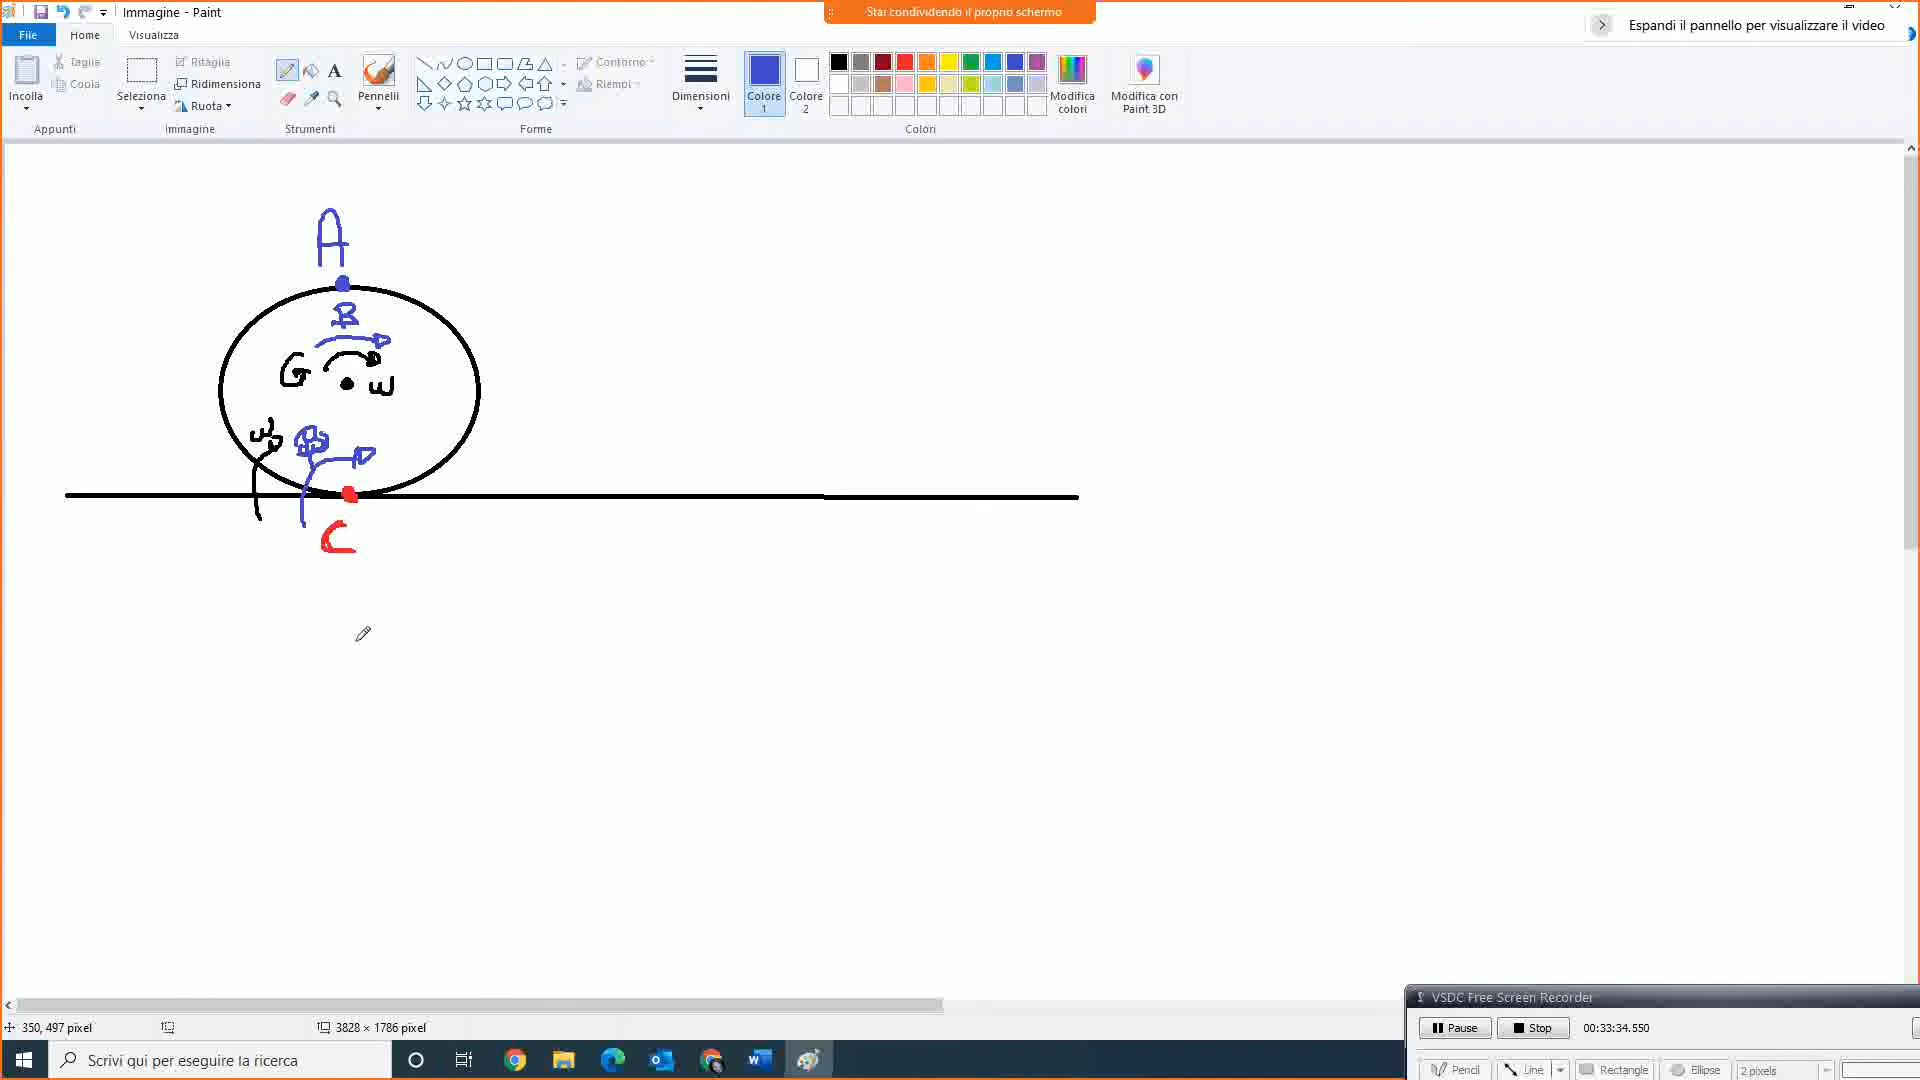 Immagine - Paint
Stai condividendo il proprio schermo
Espandi il pannello per visualizzare il video
File Home Visualizza
Incolla
Taglia
Copia
Appunti
Seleziona
Ritaglia
Ridimensiona
Ruota
Immagine
A
Strumenti
Pennelli
Contorno
Riempi
Forme
Dimensioni
Colore 1
Colore 2
Modifica colori
Colori
Modifica con Paint 3D
A
B
G ω
ω
C
350, 497 pixel
3828 × 1786 pixel
Scrivi qui per eseguire la ricerca
VSDC Free Screen Recorder
Pause Stop 00:33:34.550
Pencil Line Rectangle Ellipse 2 pixels